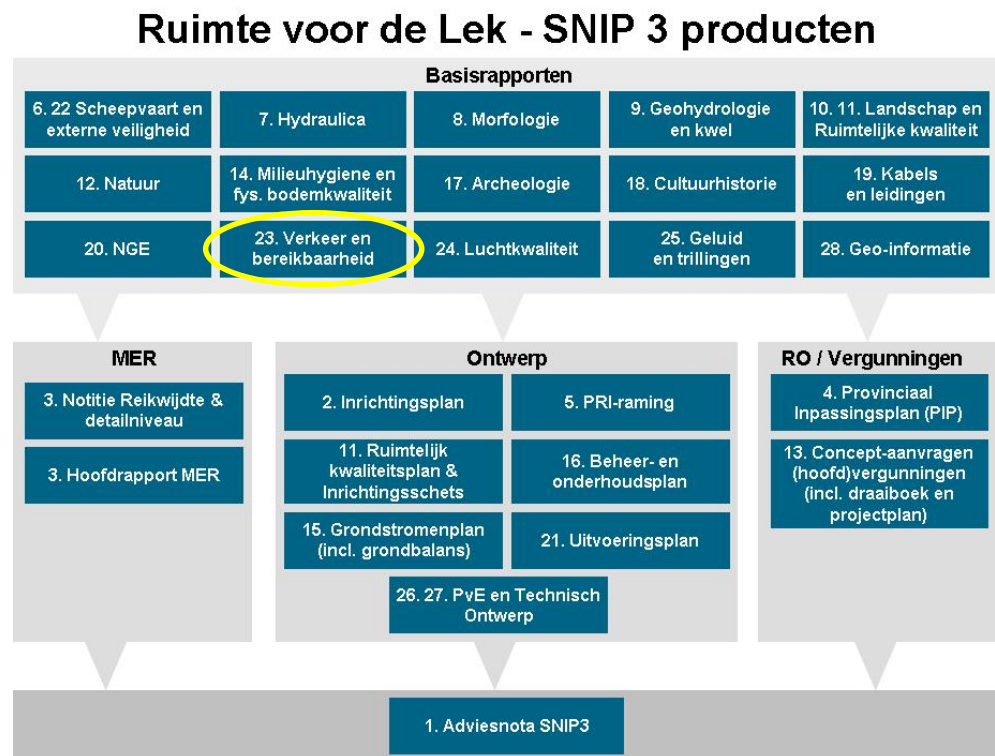 Ruimte voor de Lek - SNIP 3 producten
Basisrapporten
6. 22 Scheepvaart en
externe veiligheid
7. Hydraulica
8. Morfologie
9. Geohydrologie
en kwel
10. 11. Landschap en
Ruimtelijke kwaliteit
12. Natuur
14. Milieuhygiene en
fys. bodemkwaliteit
17. Archeologie
18. Cultuurhistorie
19. Kabels
en leidingen
20. NGE
23. Verkeer en
bereikbaarheid
24. Luchtkwaliteit
25. Geluid
en trillingen
28. Geo-informatie
MER
3. Notitie Reikwijdte &
detailniveau
3. Hoofdrapport MER
Ontwerp
2. Inrichtingsplan
5. PRI-raming
11. Ruimtelijk
kwaliteitsplan &
Inrichtingsschets
16. Beheer- en
onderhoudsplan
15. Grondstromenplan
(incl. grondbalans)
21. Uitvoeringsplan
26. 27. PvE en Technisch
Ontwerp
RO / Vergunningen
4. Provinciaal
Inpassingsplan (PIP)
13. Concept-aanvragen
(hoofd)vergunningen
(incl. draaiboek en
projectplan)
1. Adviesnota SNIP3